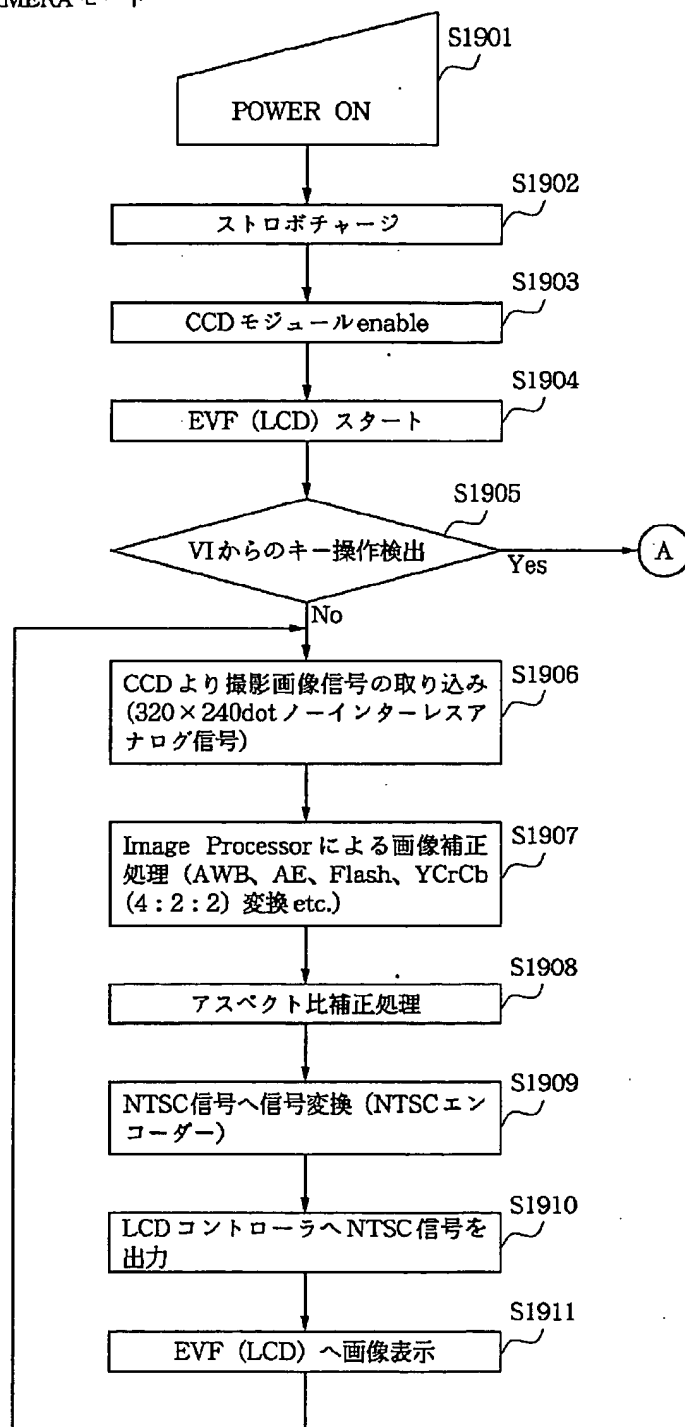 MERAモード
S1901
POWER ON
S1902
ストロボチャージ
S1903
CCDモジュールenable
S1904
EVF(LCD)スタート
S1905
VIからのキー操作検出
Yes
A
No
S1906
CCDより撮影画像信号の取り込み
(320×240dotノーインターレスア
ナログ信号)
S1907
Image Processorによる画像補正
処理(AWB、AE、Flash、YCrCb
(4:2:2)変換etc.)
S1908
アスペクト比補正処理
S1909
NTSC信号へ信号変換(NTSCエン
コーダー)
S1910
LCDコントローラへNTSC信号を
出力
S1911
EVF(LCD)へ画像表示